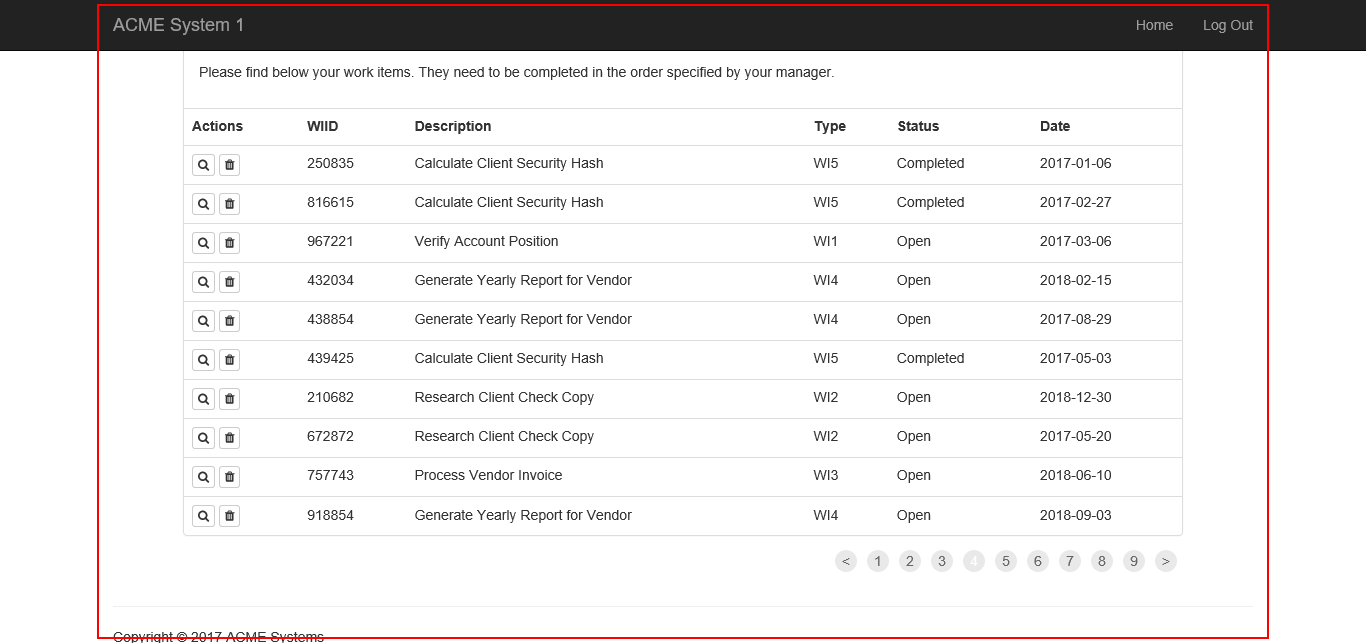 ACME System 1 Home Log Out
Please find below your work items. They need to be completed in the order specified by your manager.
Actions WIID Description Type Status Date
250835 Calculate Client Security Hash WI5 Completed 2017-01-06
816615 Calculate Client Security Hash WI5 Completed 2017-02-27
967221 Verify Account Position WI1 Open 2017-03-06
432034 Generate Yearly Report for Vendor WI4 Open 2018-02-15
438854 Generate Yearly Report for Vendor WI4 Open 2017-08-29
439425 Calculate Client Security Hash WI5 Completed 2017-05-03
210682 Research Client Check Copy WI2 Open 2018-12-30
672872 Research Client Check Copy WI2 Open 2017-05-20
757743 Process Vendor Invoice WI3 Open 2018-06-10
918854 Generate Yearly Report for Vendor WI4 Open 2018-09-03
< 1 2 3 4 5 6 7 8 9 >
Copyright © 2017 ACME Systems